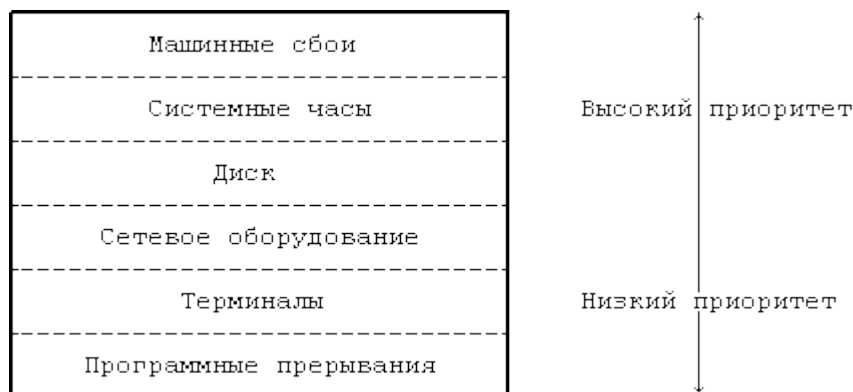 Машинные сбои
Системные часы
Высокий приоритет
Диск
Сетевое оборудование
Терминалы
Низкий приоритет
Программные прерывания